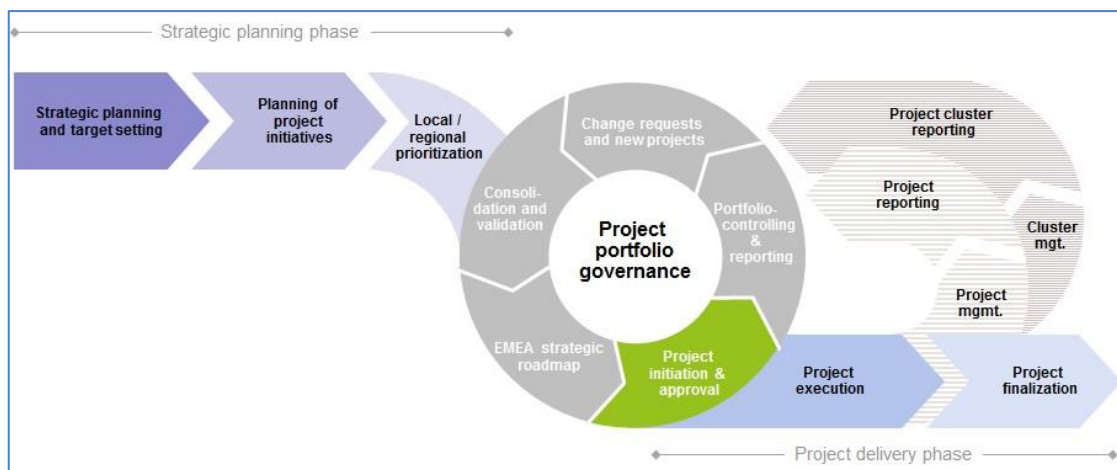 Strategic planning phase
Strategic planning
and target setting
Planning of
project
initiatives
Local /
regional
prioritization
Change requests
and new projects
Consoli-
dation and
validation
Portfolio-
controlling
&
reporting
Project
portfolio
governance
EMEA strategic
roadmap
Project
initiation &
approval
Project cluster
reporting
Project
reporting
Cluster
mgt.
Project
mgmt.
Project
execution
Project
finalization
Project delivery phase